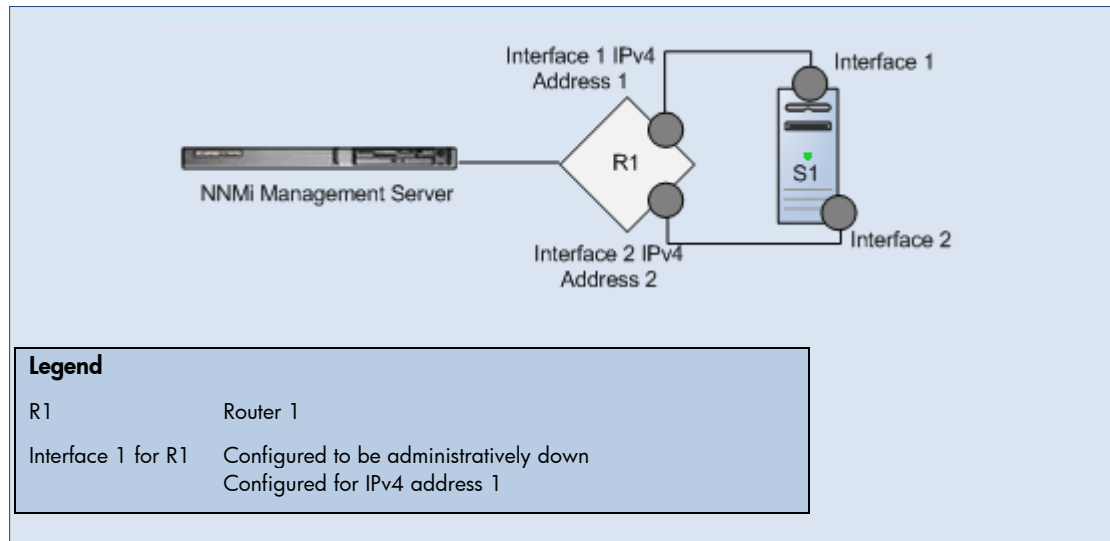 Interface 1 IPv4
Address 1
Interface 1
R1
S1
NNMi Management Server
Interface 2
Interface 2 IPv4
Address 2
Legend
R1 Router 1
Interface 1 for R1 Configured to be administratively down
Configured for IPv4 address 1